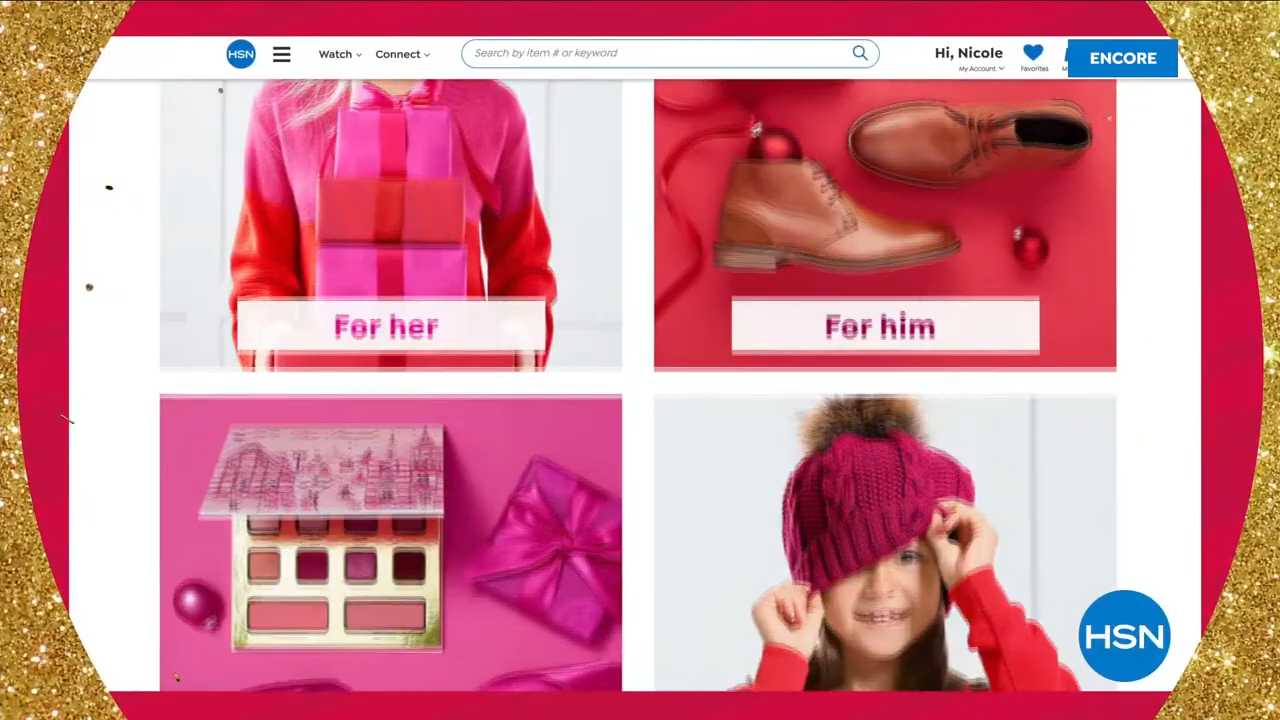 HSN
Watch
Connect
Search by item # or keyword
Hi, Nicole
My Account
Favorites
ENCORE
For her
For him
HSN